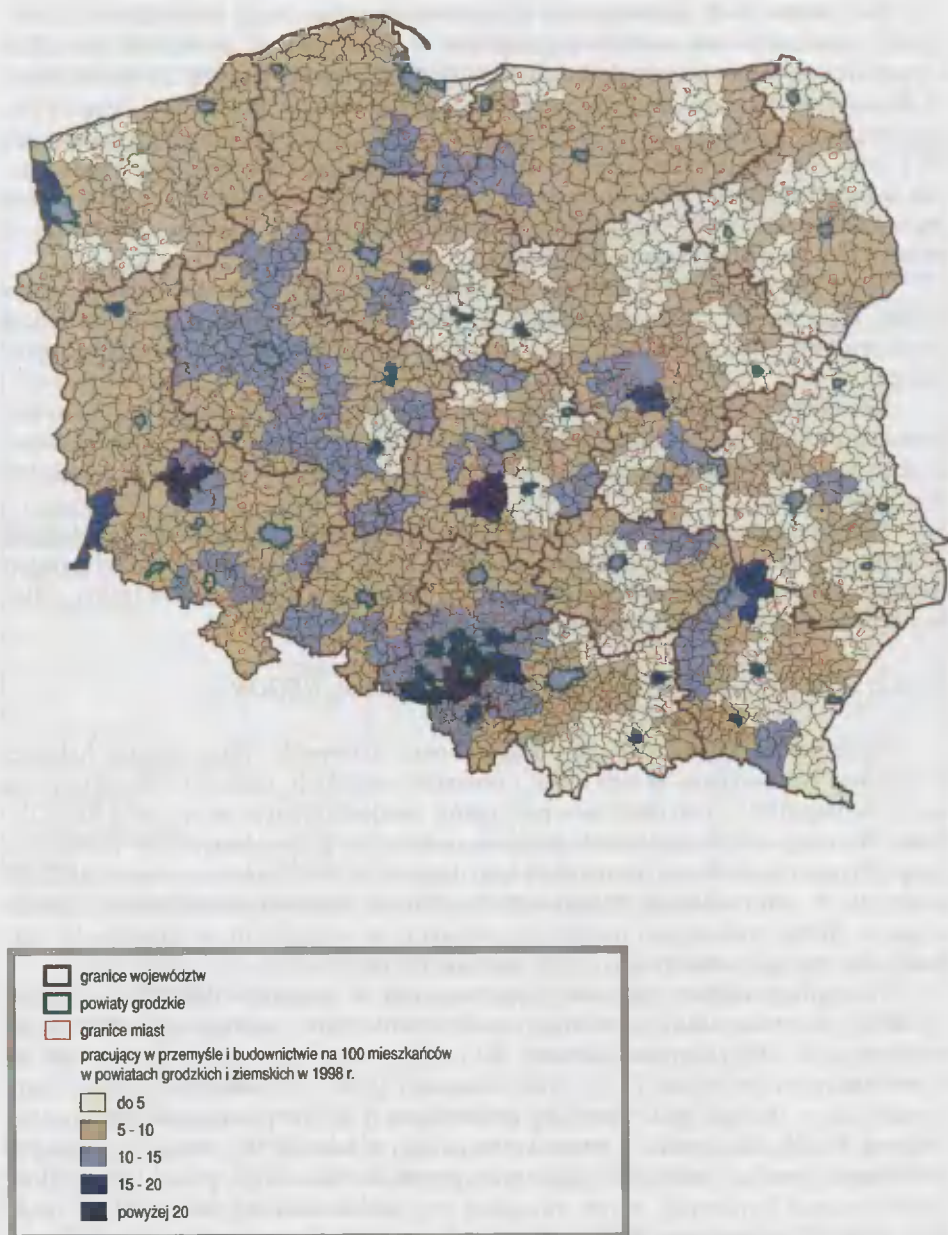 granice województw
powiaty grodzkie
granice miast
pracujący w przemyśle i budownictwie na 100 mieszkańców
w powiatach grodzkich i ziemskich w 1998 r.
do 5
5 - 10
10 - 15
15 - 20
powyżej 20